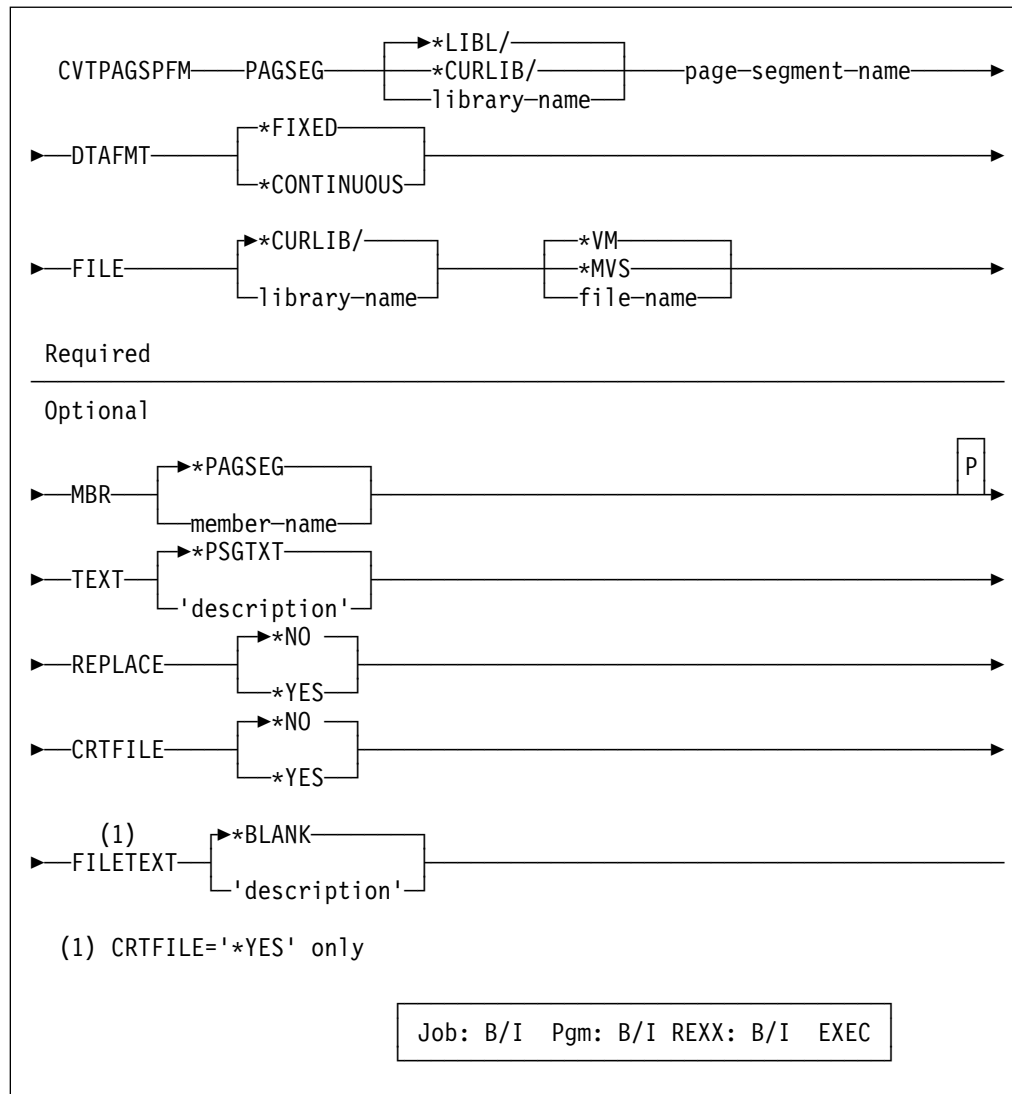 *LIBL/
CVTPAGSPFM PAGSEG *CURLIB/ page-segment-name
library-name
*FIXED
DTAFMT
*CONTINUOUS
*CURLIB/ *VM
FILE *MVS
library-name file-name
Required
Optional
*PAGSEG P
MBR
member-name
*PSGTXT
TEXT
'description'
*NO
REPLACE
*YES
*NO
CRTFILE
*YES
(1) *BLANK
FILETEXT
'description'
(1) CRTFILE='*YES' only
Job: B/I Pgm: B/I REXX: B/I EXEC